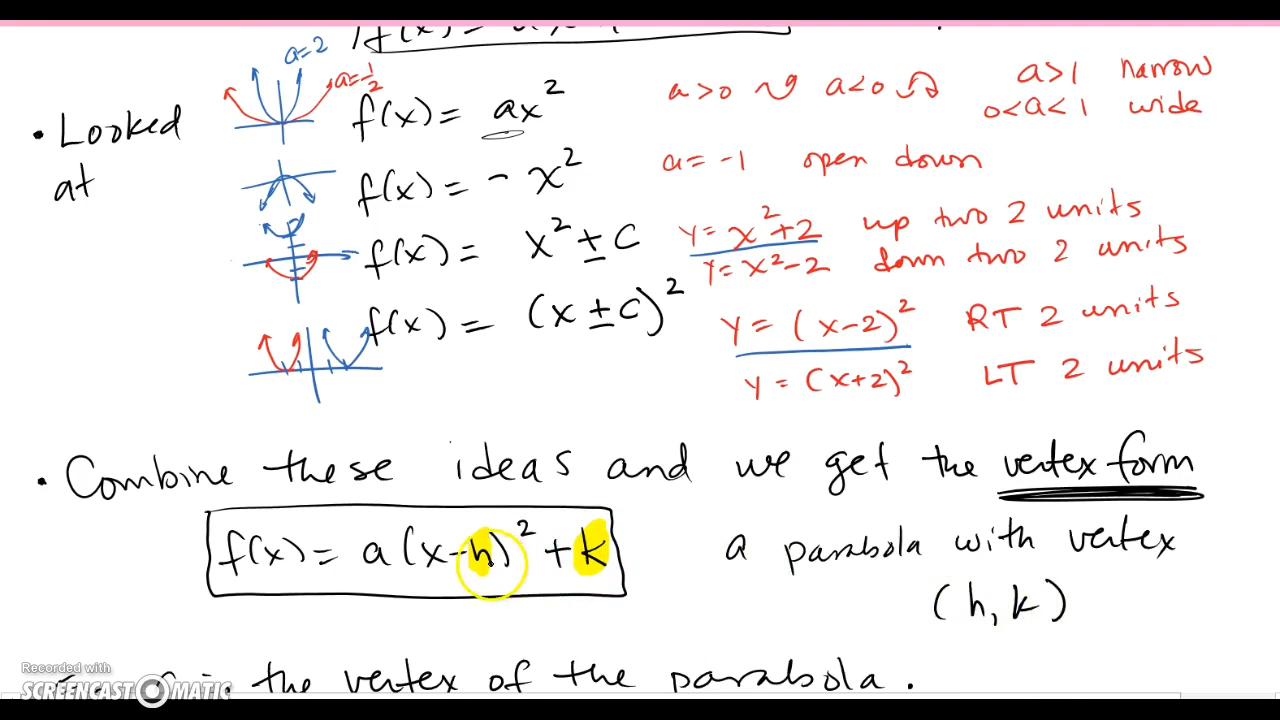 f(x) = ax
a=2
a=1/2
• Looked at
f(x) = ax²
a>0 a<0
a>1 narrow
0<a<1 wide
f(x) = - x²
a = -1 open down
f(x) = x² ± c
y = x²+2 up two 2 units
y = x²-2 down two 2 units
f(x) = (x ± c)²
y = (x-2)² RT 2 units
y = (x+2)² LT 2 units
• Combine these ideas and we get the vertex form
f(x) = a(x-h)² + k
a parabola with vertex
(h, k)
the vertex of the parabola.
Recorded with
SCREENCAST-O-MATIC